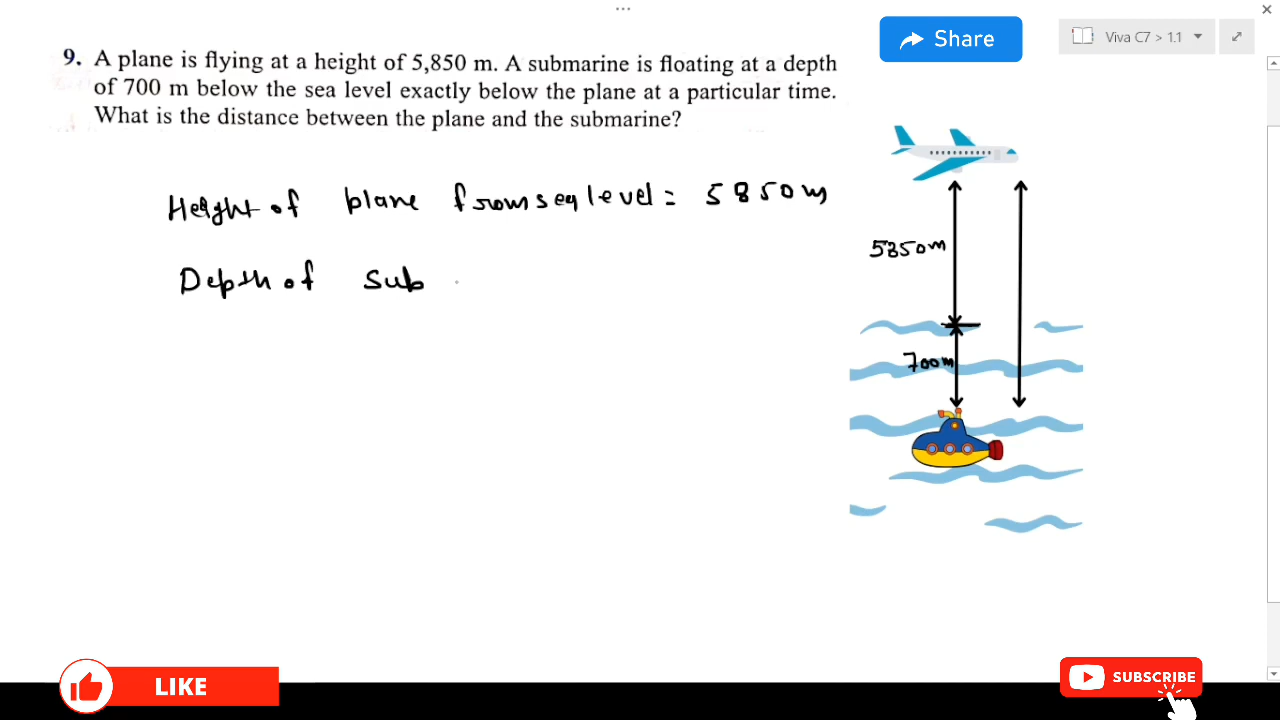 Share
Viva C7 > 1.1
9. A plane is flying at a height of 5,850 m. A submarine is floating at a depth
of 700 m below the sea level exactly below the plane at a particular time.
What is the distance between the plane and the submarine?
Height of plane from sea level = 5850m
Depth of sub
5850m
700m
LIKE
SUBSCRIBE